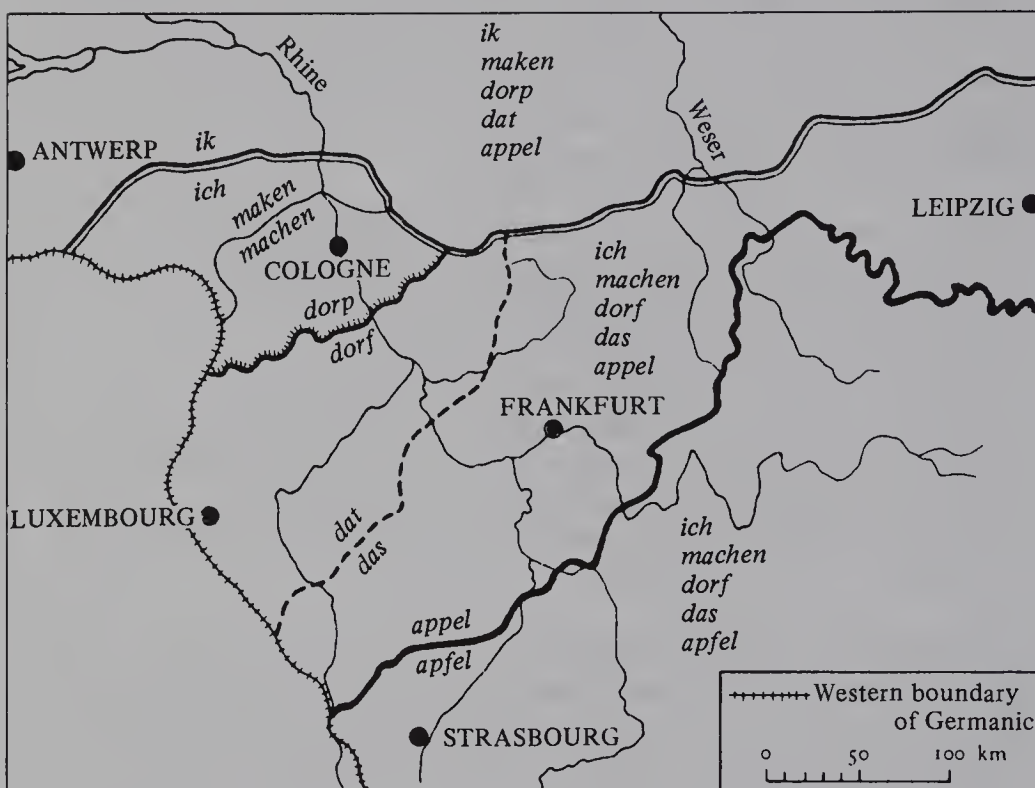 ik
maken
dorp
dat
appel
Rhine
Weser
ANTWERP
ik
ich
maken
machen
LEIPZIG
COLOGNE
ich
machen
dorf
das
appel
dorp
dorf
FRANKFURT
LUXEMBOURG
dat
das
ich
machen
dorf
das
apfel
appel
apfel
STRASBOURG
Western boundary
of Germanic
0 50 100 km